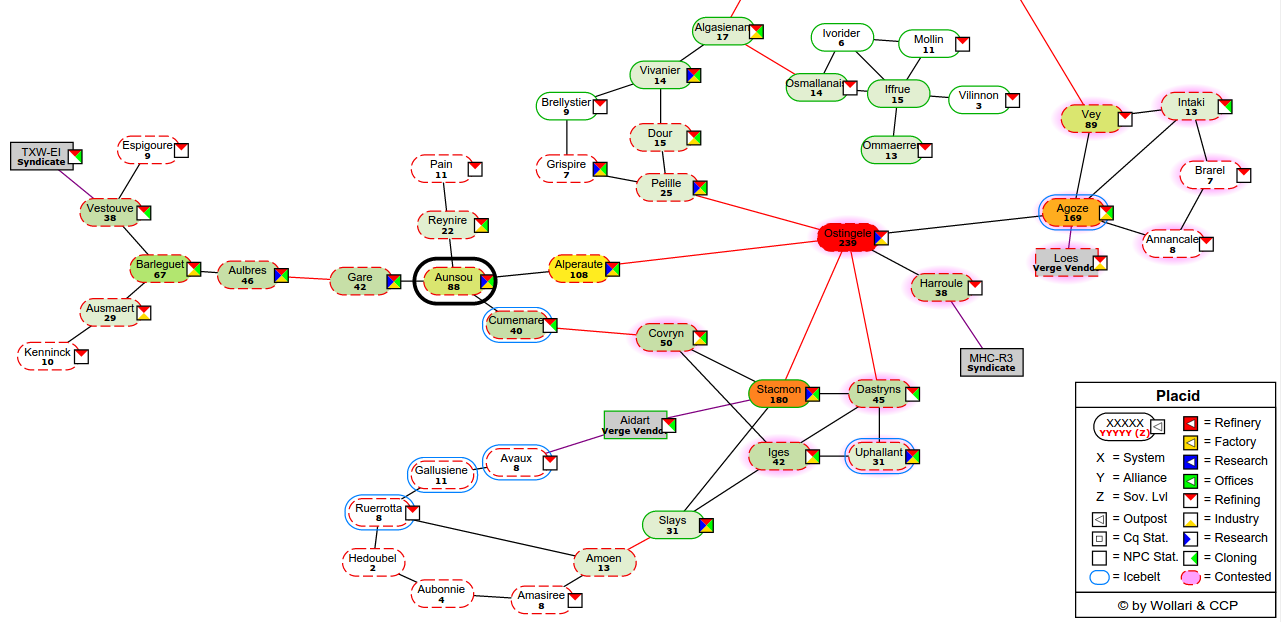 Algasienan
17
Ivorider
6
Mollin
11
Vivanier
14
Osmallanai
14
Iffrue
15
Vilinnon
3
Brellystier
9
Intaki
13
Vey
89
Dour
15
Ommaerre
13
TXW-EI
Syndicate
Espigoure
9
Pain
11
Grispire
7
Pelille
25
Brarel
7
Vestouve
38
Reynire
22
Agoze
169
Ostingele
239
Annancale
8
Barleguet
67
Aulbres
46
Gare
42
Aunsou
88
Alperaute
108
Loes
Verge Vendo
Harroule
38
Ausmaert
29
Cumemare
40
Covryn
50
Kenninck
10
MHC-R3
Syndicate
Stacmon
180
Dastryns
45
Aidart
Verge Vendo
Iges
42
Uphallant
31
Avaux
8
Gallusiene
11
Ruerrotta
8
Slays
31
Hedoubel
2
Amoen
13
Aubonnie
4
Amasiree
8
Placid
XXXXX
YYYYY (Z)
X = System
Y = Alliance
Z = Sov. Lvl
= Outpost
= Cq Stat.
= NPC Stat.
= Icebelt
= Refinery
= Factory
= Research
= Offices
= Refining
= Industry
= Research
= Cloning
= Contested
© by Wollari & CCP